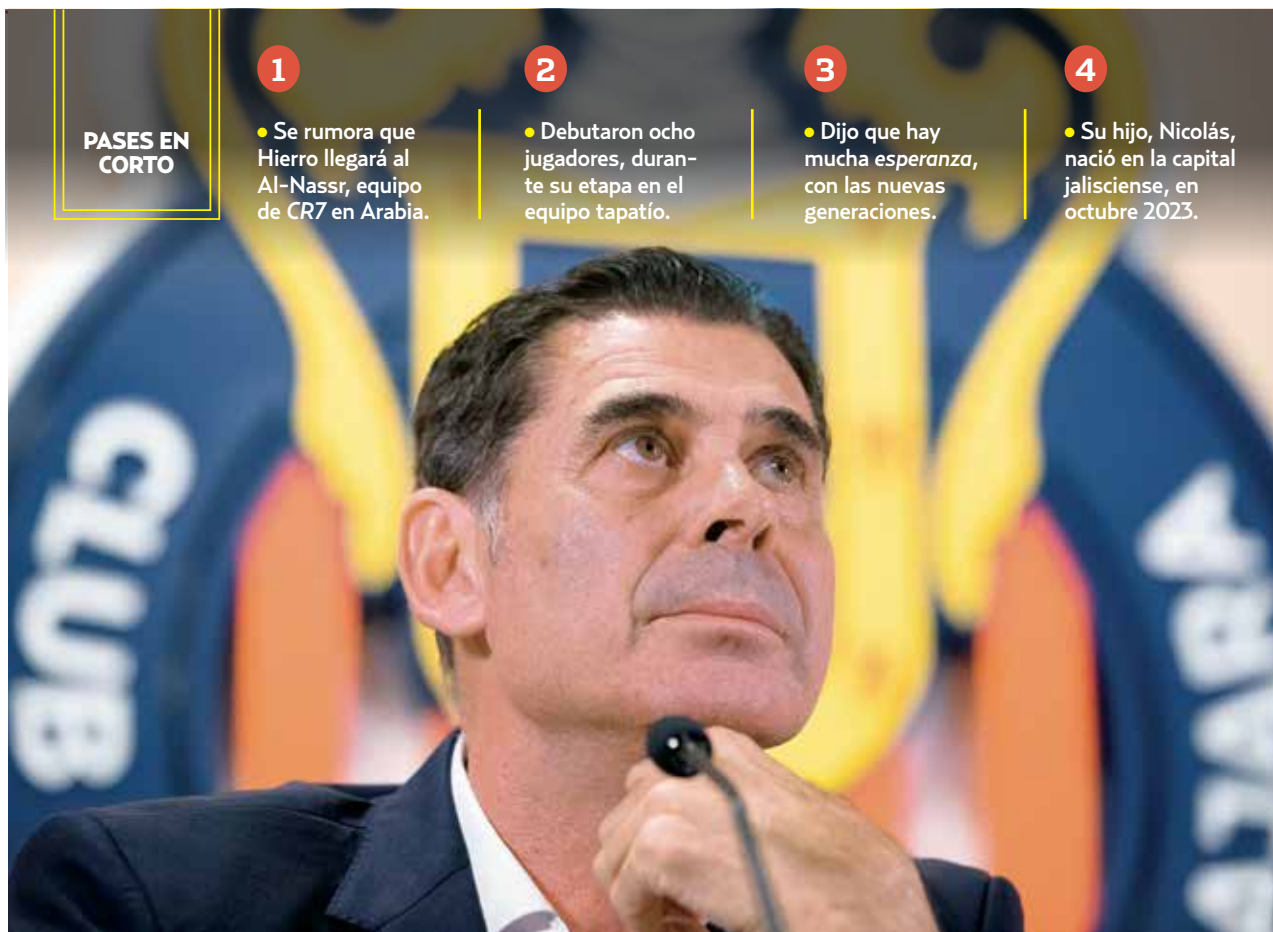 PASES EN
CORTO
1
• Se rumora que
Hierro llegará al
Al-Nassr, equipo
de CR7 en Arabia.
2
• Debutaron ocho
jugadores, duran-
te su etapa en el
equipo tapatío.
3
• Dijo que hay
mucha esperanza,
con las nuevas
generaciones.
4
• Su hijo, Nicolás,
nació en la capital
jalisciense, en
octubre 2023.
CLUB
ALAJARA